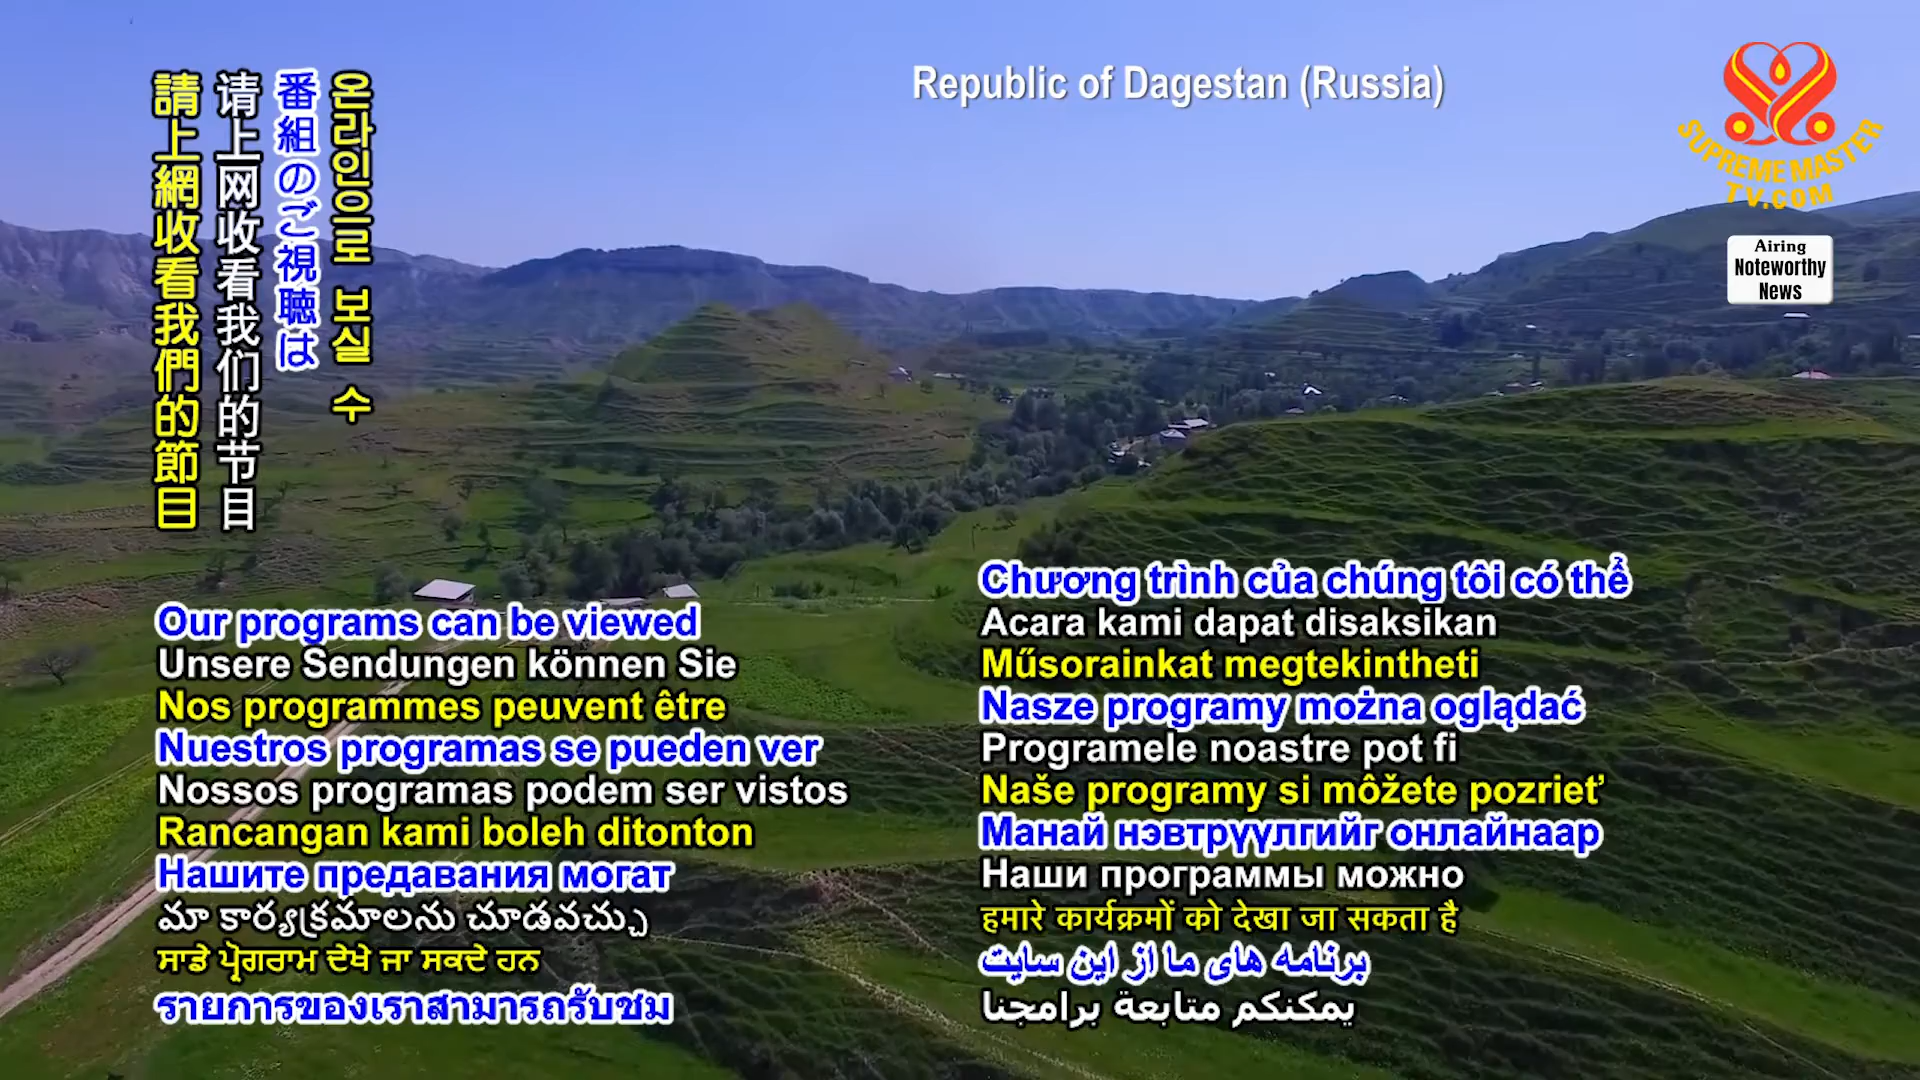 Republic of Dagestan (Russia)
SUPREME MASTER
TV.COM
Airing
Noteworthy
News
請上網收看我們的節目
请上网收看我们的节目
番組のご視聴は
온라인으로 보실 수
Our programs can be viewed
Unsere Sendungen können Sie
Nos programmes peuvent être
Nuestros programas se pueden ver
Nossos programas podem ser vistos
Rancangan kami boleh ditonton
Нашите предавания могат
మా కార్యక్రమాలను చూడవచ్చు
ਸਾਡੇ ਪ੍ਰੋਗਰਾਮ ਦੇਖੇ ਜਾ ਸਕਦੇ ਹਨ
รายการของเราสามารถรับชม
Chương trình của chúng tôi có thể
Acara kami dapat disaksikan
Műsorainkat megtekintheti
Nasze programy można oglądać
Programele noastre pot fi
Naše programy si môžete pozrieť
Манай нэвтрүүлгийг онлайнаар
Наши программы можно
हमारे कार्यक्रमों को देखा जा सकता है
برنامه های ما از این سایت
يمكنكم متابعة برامجنا